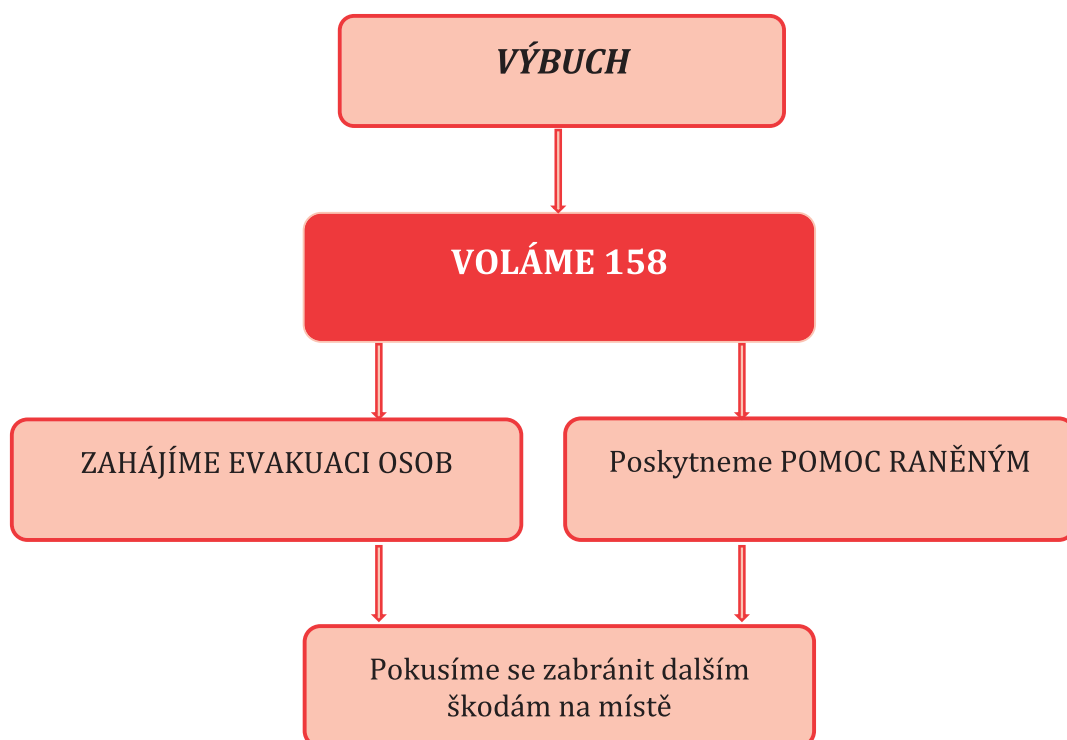 VÝBUCH
VOLÁME 158
ZAHÁJÍME EVAKUACI OSOB
Poskytneme POMOC RANĚNÝM
Pokusíme se zabránit dalším
škodám na místě